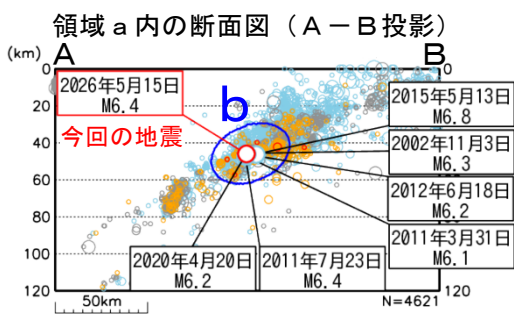 領域a内の断面図（A－B投影）
(km)
A
B
0
20
40
60
80
100
120
0
120
2026年5月15日
M6.4
今回の地震
b
2015年5月13日
M6.8
2002年11月3日
M6.3
2012年6月18日
M6.2
2011年3月31日
M6.1
2020年4月20日
M6.2
2011年7月23日
M6.4
50km
N=4621